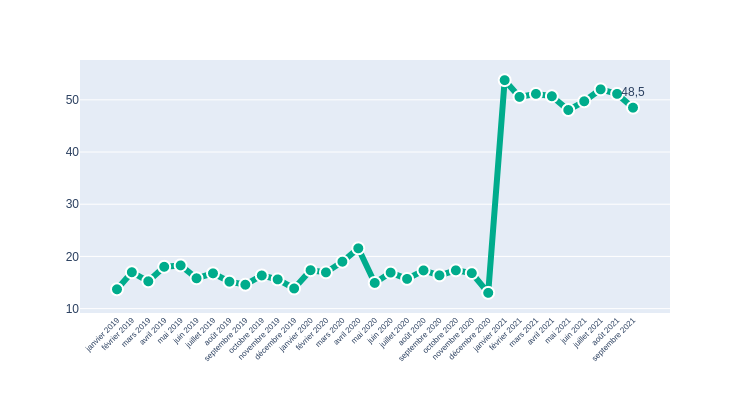 50
40
30
20
10
48,5
janvier 2019
février 2019
mars 2019
avril 2019
mai 2019
juin 2019
juillet 2019
août 2019
septembre 2019
octobre 2019
novembre 2019
décembre 2019
janvier 2020
février 2020
mars 2020
avril 2020
mai 2020
juin 2020
juillet 2020
août 2020
septembre 2020
octobre 2020
novembre 2020
décembre 2020
janvier 2021
février 2021
mars 2021
avril 2021
mai 2021
juin 2021
juillet 2021
août 2021
septembre 2021